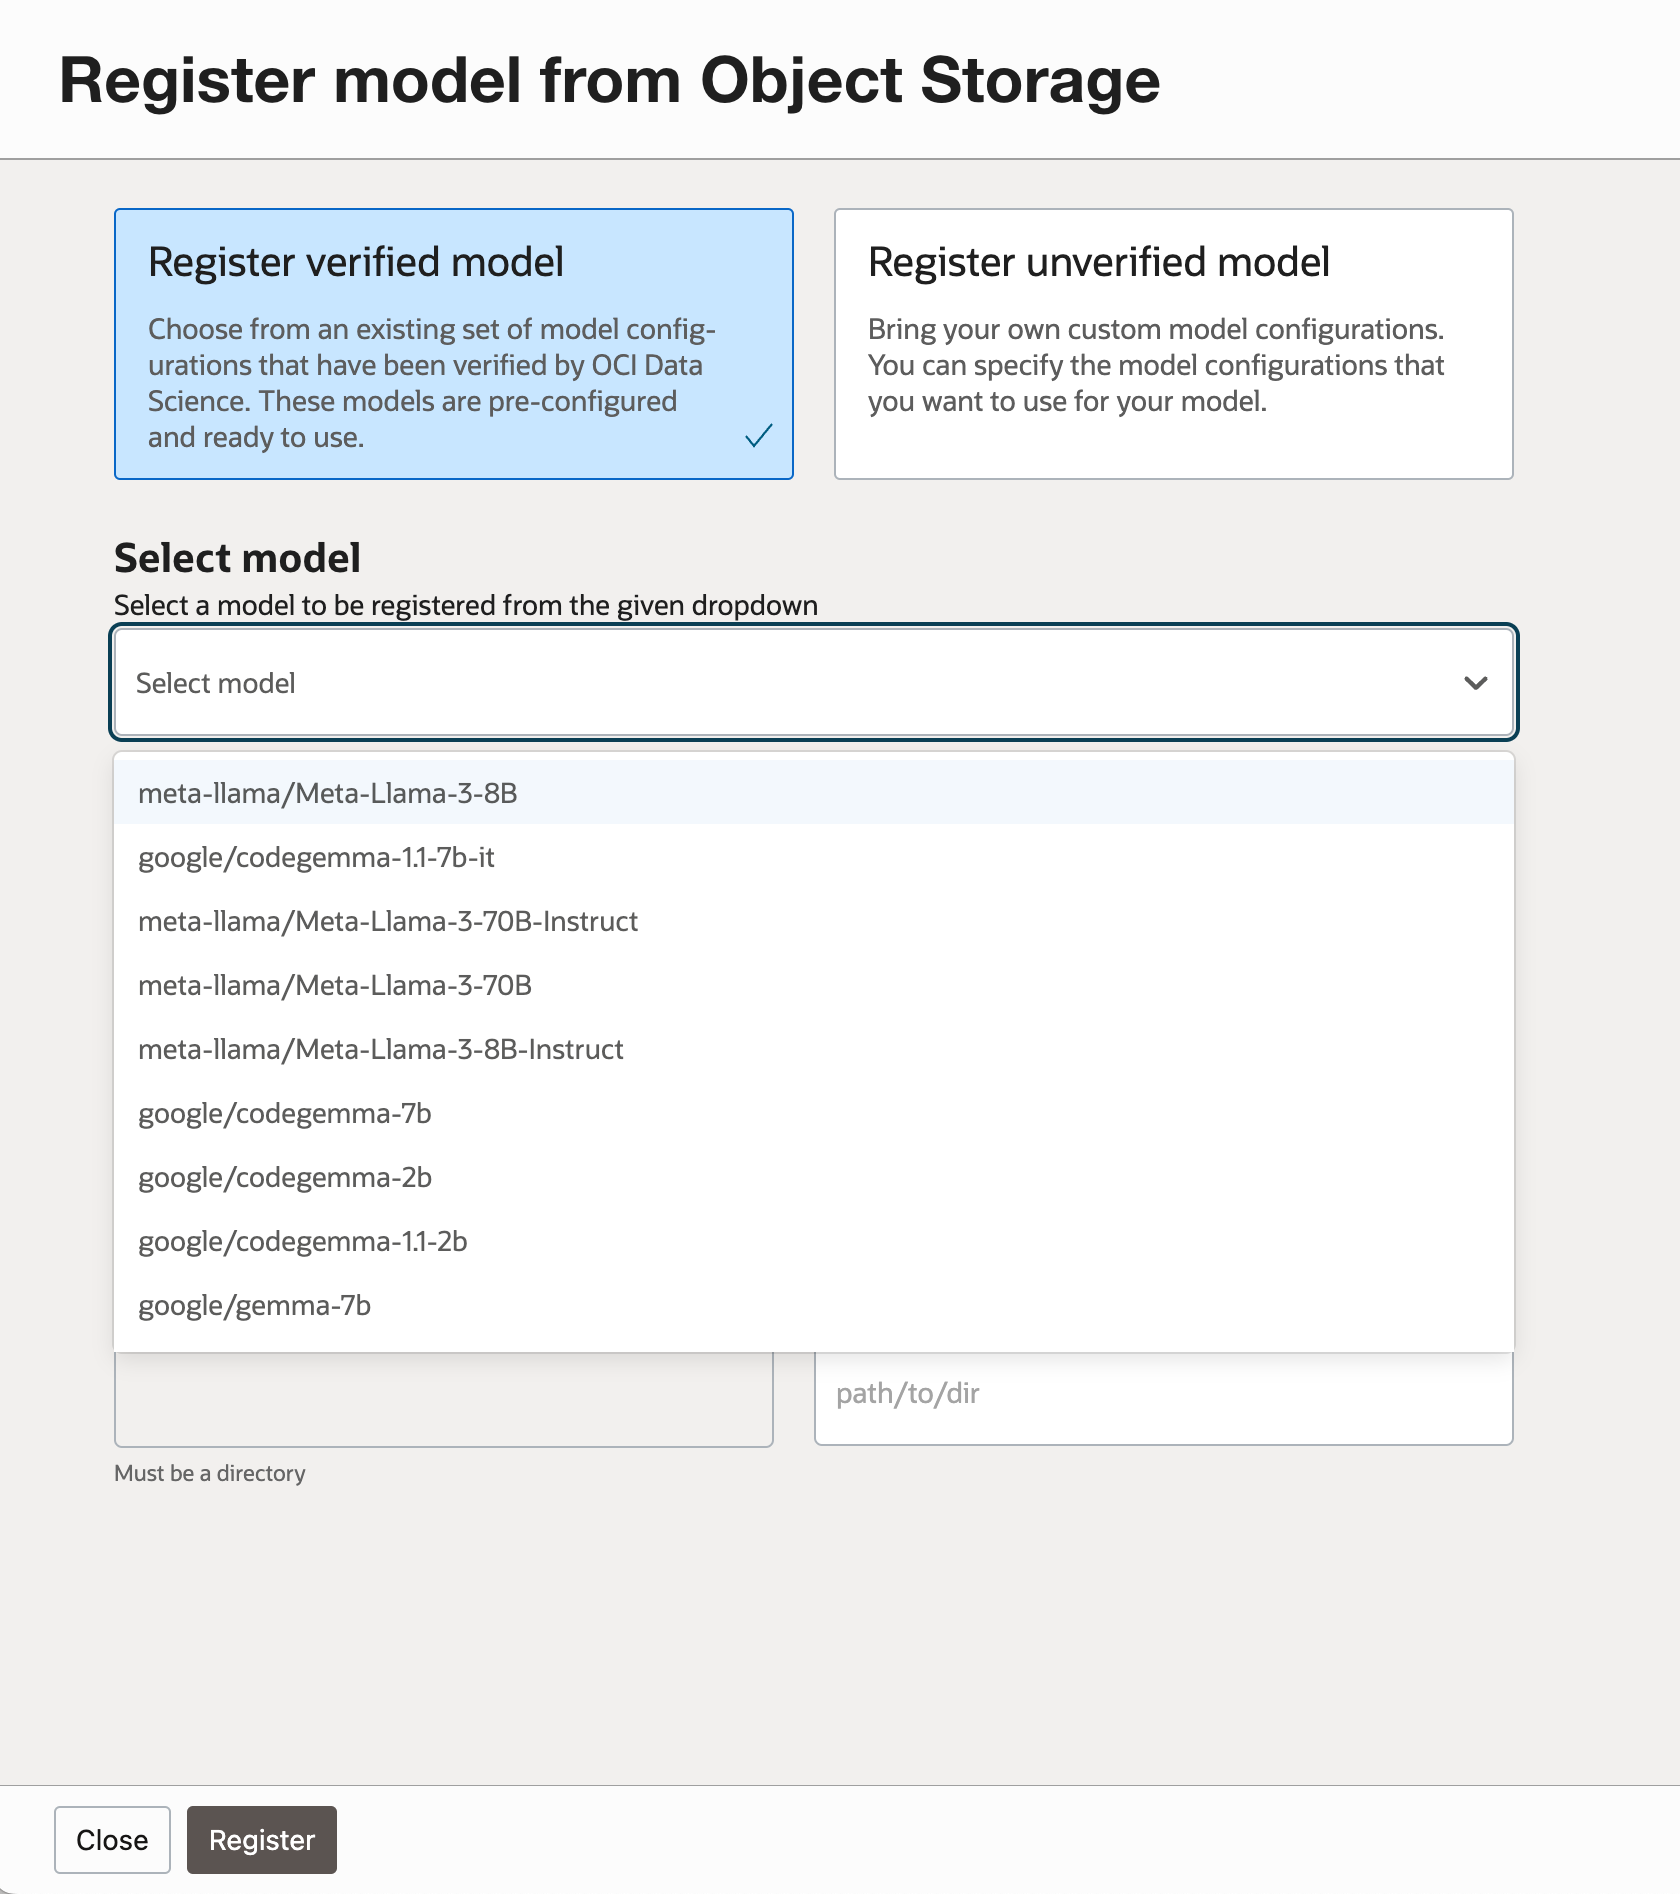 Register model from Object Storage
Register verified model
Choose from an existing set of model config-
urations that have been verified by OCI Data
Science. These models are pre-configured
and ready to use.
Register unverified model
Bring your own custom model configurations.
You can specify the model configurations that
you want to use for your model.
Select model
Select a model to be registered from the given dropdown
Select model
meta-llama/Meta-Llama-3-8B
google/codegemma-1.1-7b-it
meta-llama/Meta-Llama-3-70B-Instruct
meta-llama/Meta-Llama-3-70B
meta-llama/Meta-Llama-3-8B-Instruct
google/codegemma-7b
google/codegemma-2b
google/codegemma-1.1-2b
google/gemma-7b
path/to/dir
Must be a directory
Close
Register